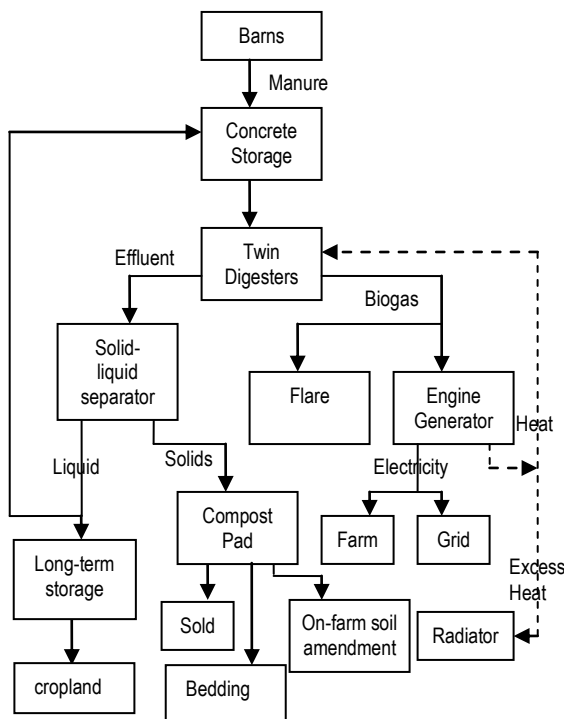 Barns
Manure
Concrete
Storage
Twin
Digesters
Effluent
Biogas
Solid-
liquid
separator
Flare
Engine
Generator
Heat
Liquid
Solids
Electricity
Compost
Pad
Farm
Grid
Long-term
storage
Excess
Heat
Sold
On-farm soil
amendment
Radiator
cropland
Bedding